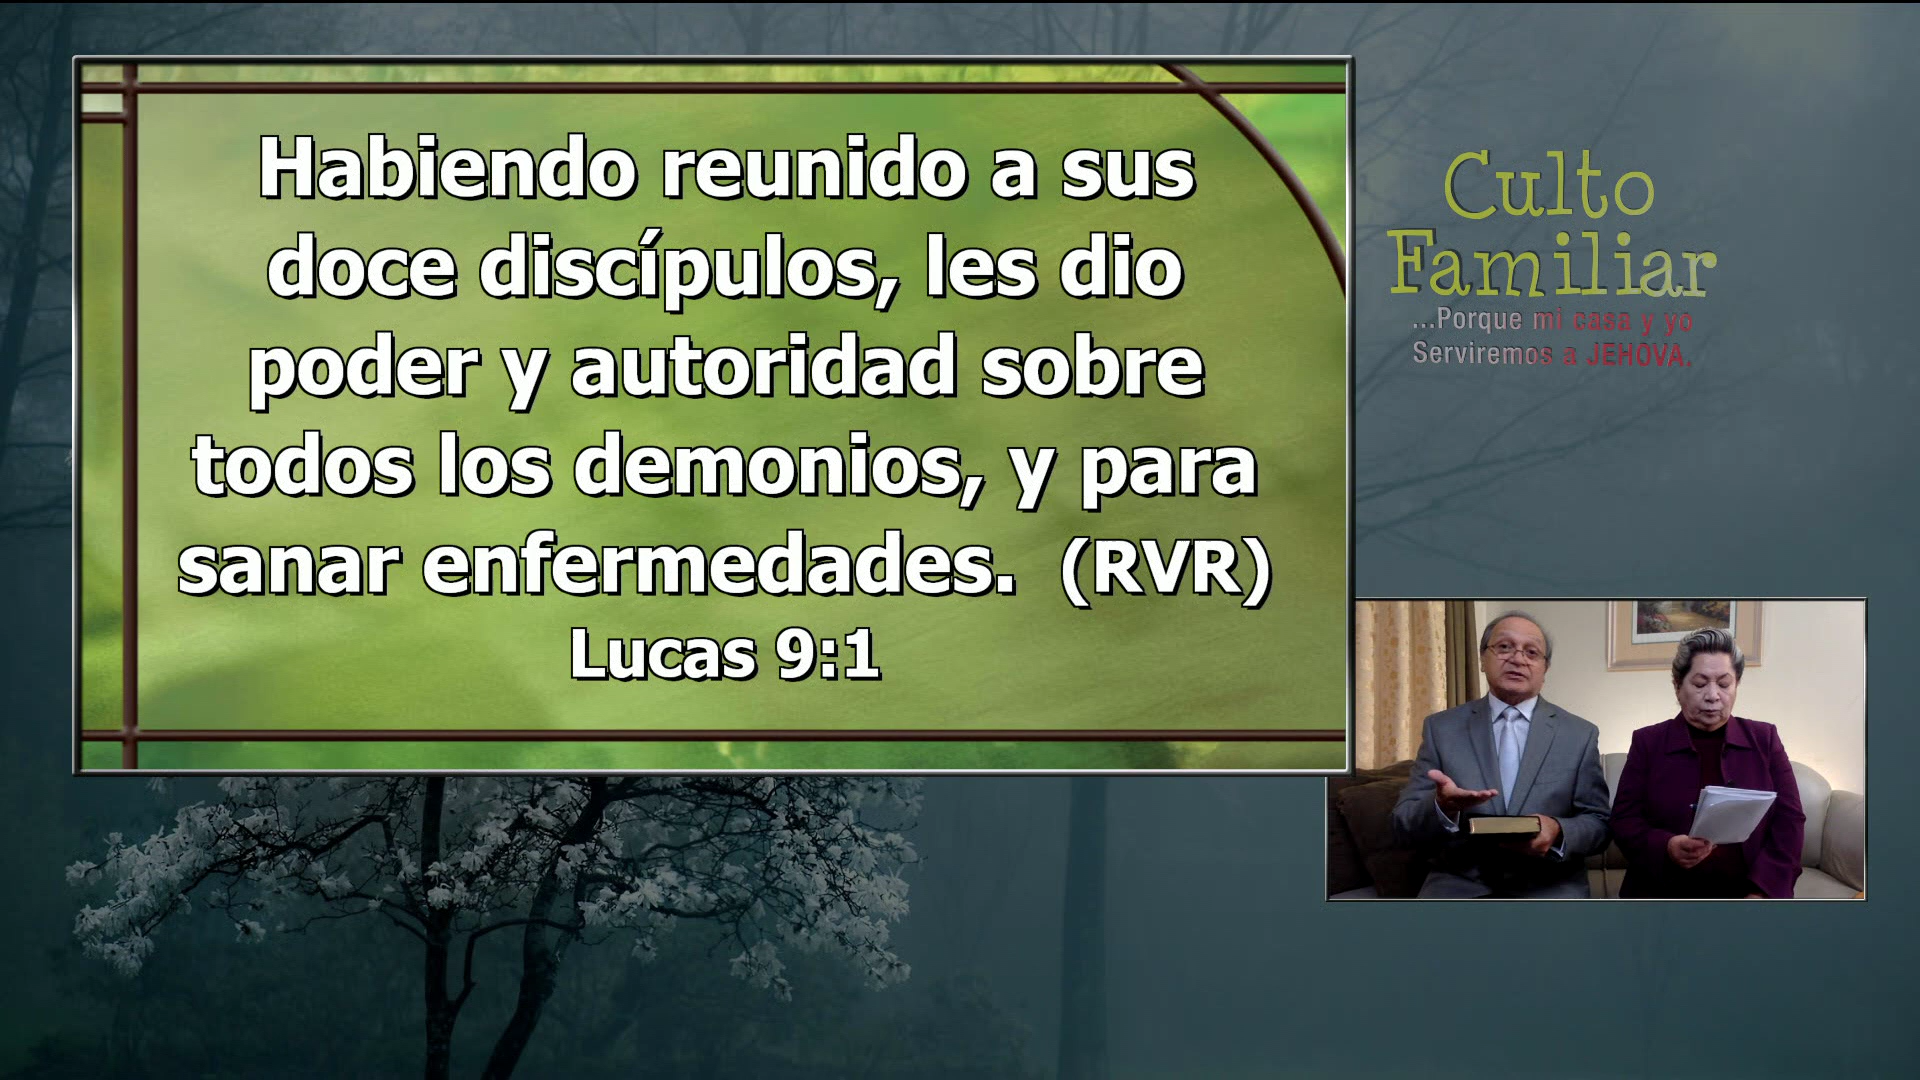 Habiendo reunido a sus
doce discípulos, les dio
poder y autoridad sobre
todos los demonios, y para
sanar enfermedades. (RVR)
Lucas 9:1
Culto
Familiar
...Porque mi casa y yo
Serviremos a JEHOVA.